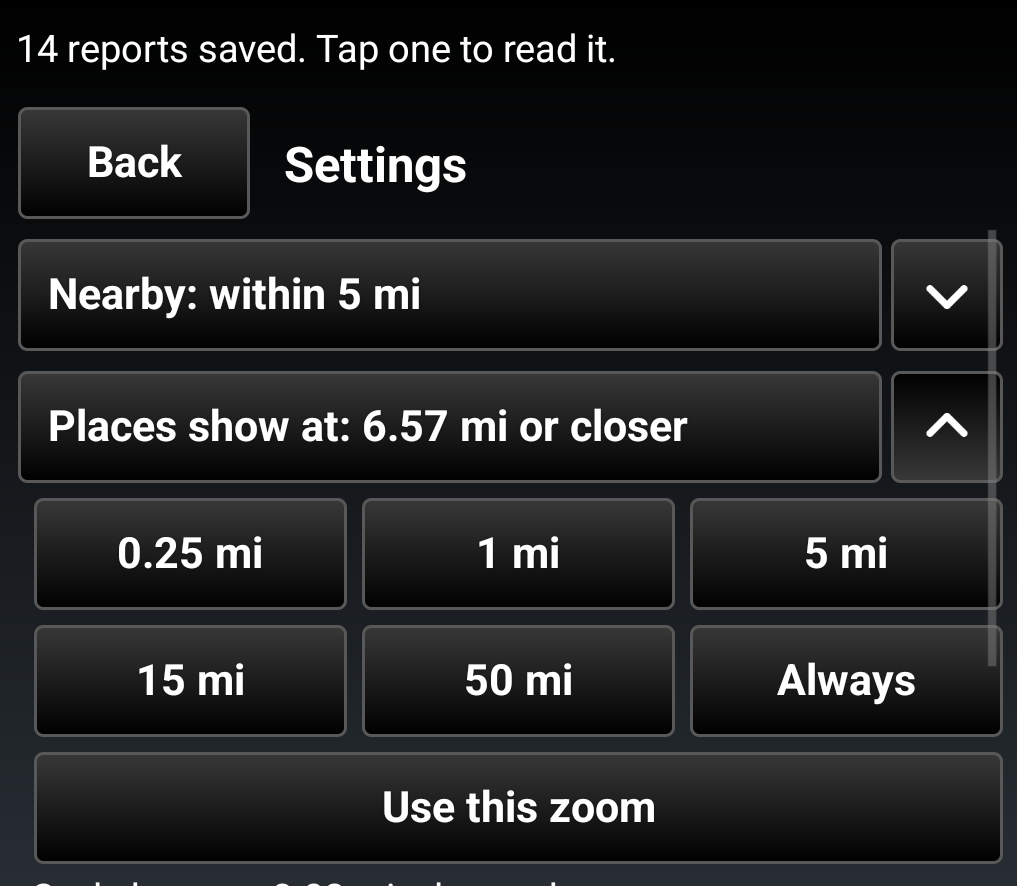 14 reports saved. Tap one to read it.
Back
Settings
Nearby: within 5 mi
Places show at: 6.57 mi or closer
0.25 mi
1 mi
5 mi
15 mi
50 mi
Always
Use this zoom